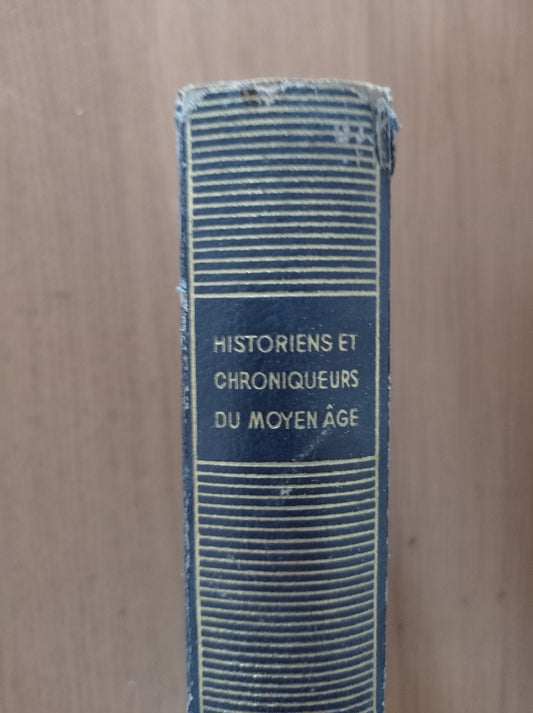 HISTORIENS ET
CHRONIQUEURS
DU MOYEN ÂGE